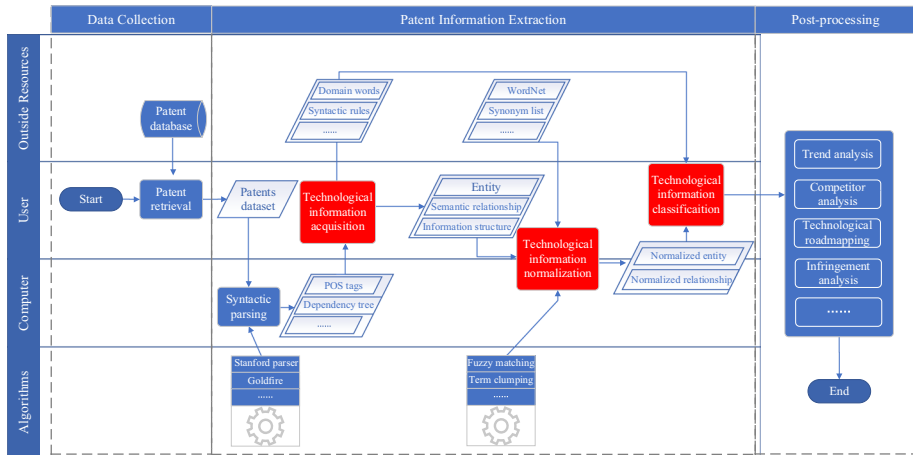 Data Collection
Patent Information Extraction
Post-processing
Outside Resources
Patent
database
Domain words
Syntactic rules
......
WordNet
Synonym list
......
User
Start
Patent
retrieval
Patents
dataset
Technological
information
acquisition
Entity
Semantic relationship
Information structure
Technological
information
normalization
Technological
information
classificaition
Normalized entity
Normalized relationship
Computer
Syntactic
parsing
POS tags
Dependency tree
......
Algorithms
Stanford parser
Goldfire
......
Fuzzy matching
Term clumping
......
Trend analysis
Competitor
analysis
Technological
roadmapping
Infringement
analysis
......
End